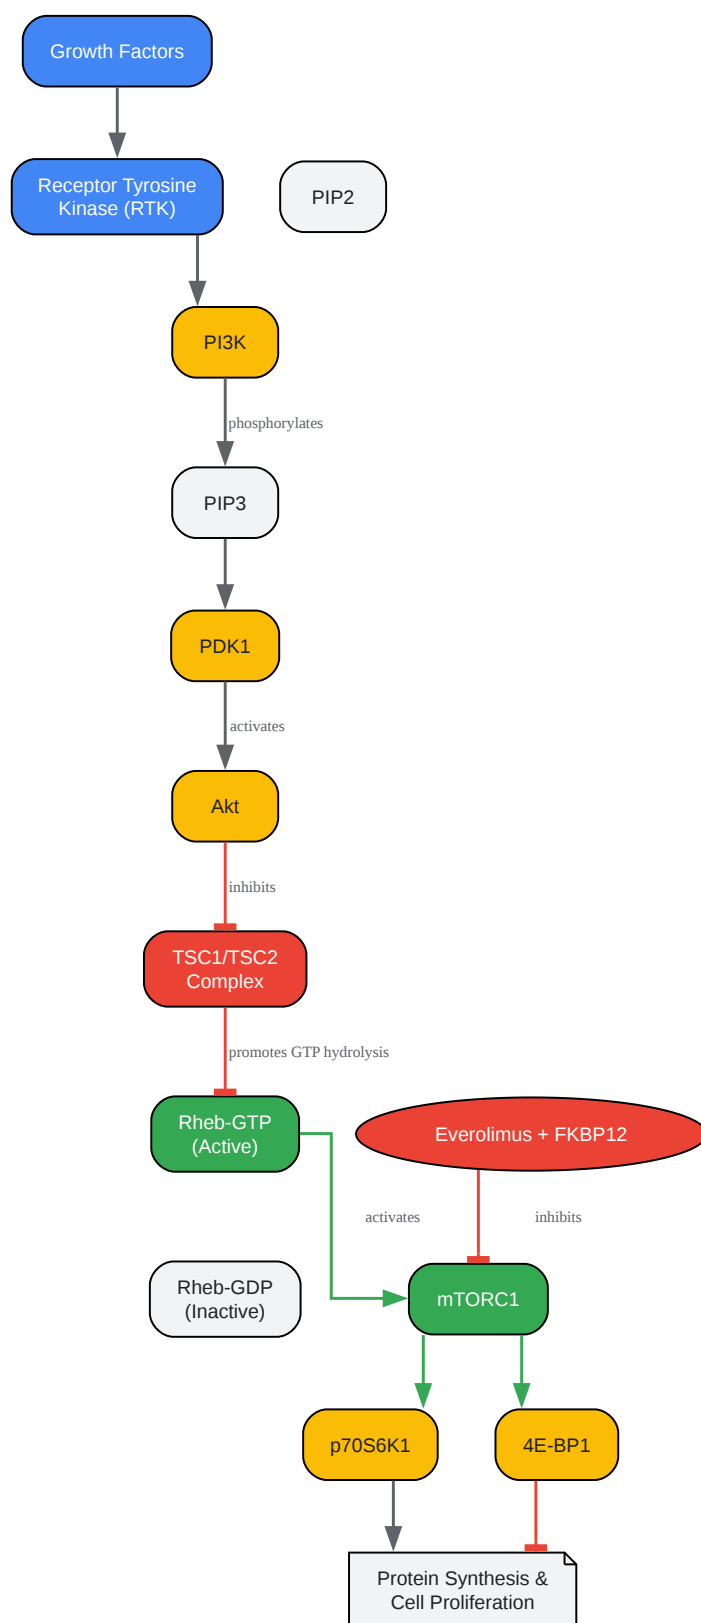 Growth Factors
Receptor Tyrosine
Kinase (RTK)
PIP2
PI3K
phosphorylates
PIP3
PDK1
activates
Akt
inhibits
TSC1/TSC2
Complex
promotes GTP hydrolysis
Rheb-GTP
(Active)
Everolimus + FKBP12
activates
inhibits
Rheb-GDP
(Inactive)
mTORC1
p70S6K1
4E-BP1
Protein Synthesis &
Cell Proliferation